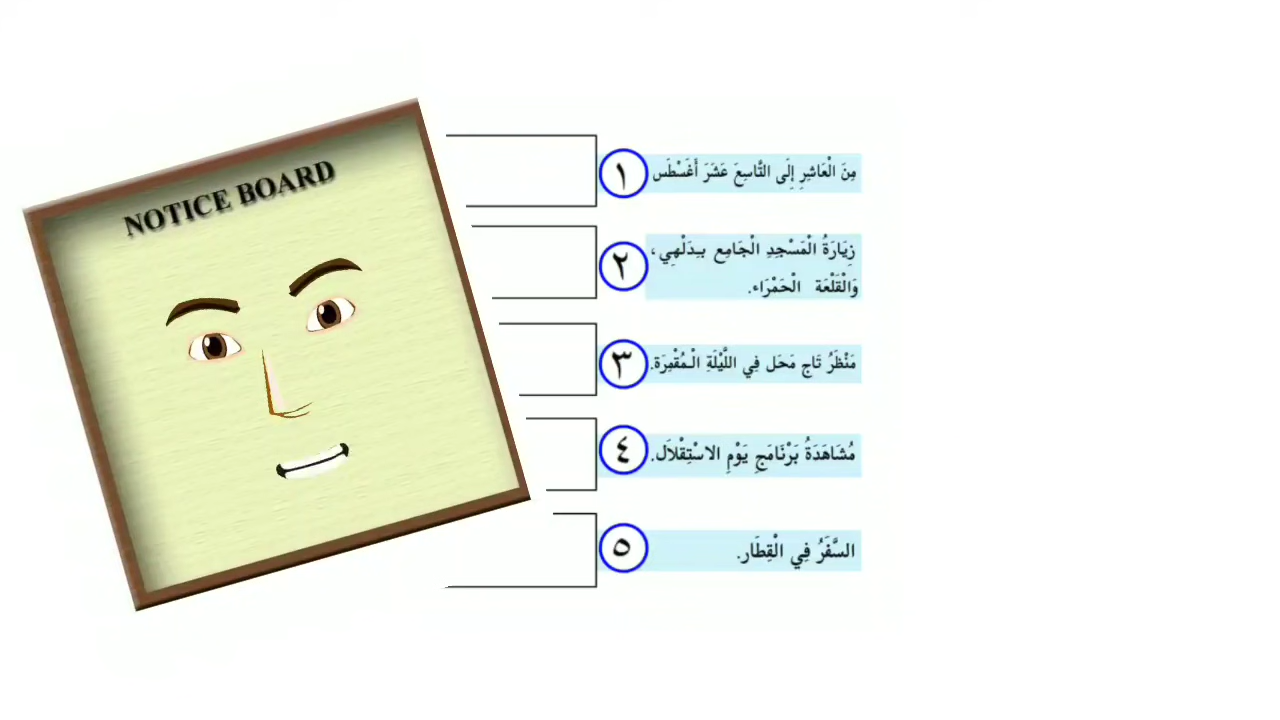 NOTICE BOARD
١ مِنَ الْعَاشِرِ إِلَى التَّاسِعَ عَشَرَ أَغَسْطَس
٢ زِيَارَةُ الْمَسْجِدِ الْجَامِع بِدَلْهِي،
وَالْقَلْعَة الْحَمْرَاء.
٣ مَنْظَرُ تَاج مَحَل فِي اللَّيْلَةِ الْمُقْمِرَة.
٤ مُشَاهَدَةُ بَرْنَامَجِ يَوْمِ الاسْتِقْلَال.
٥ السَّفَرُ فِي الْقِطَار.